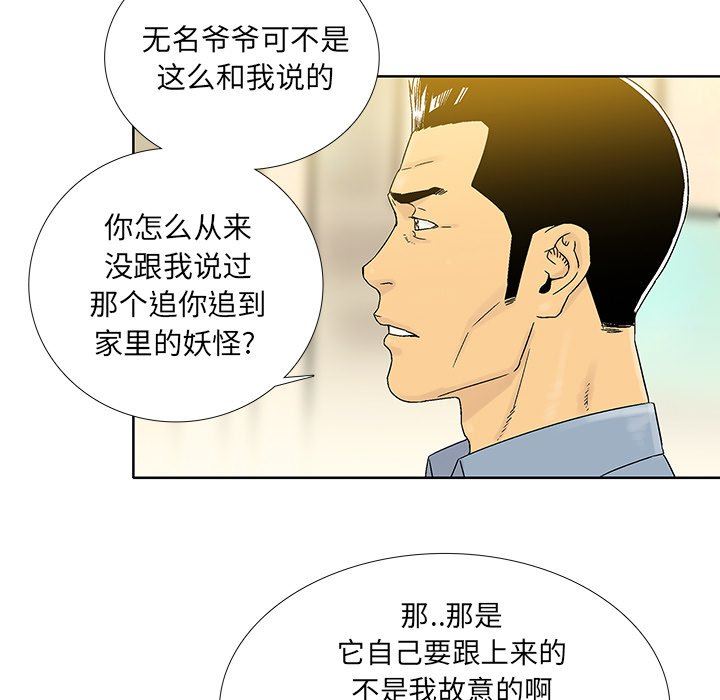 无名爷爷可不是
这么和我说的
你怎么从来
没跟我说过
那个追你追到
家里的妖怪?
那..那是
它自己要跟上来的
不是我故意的啊